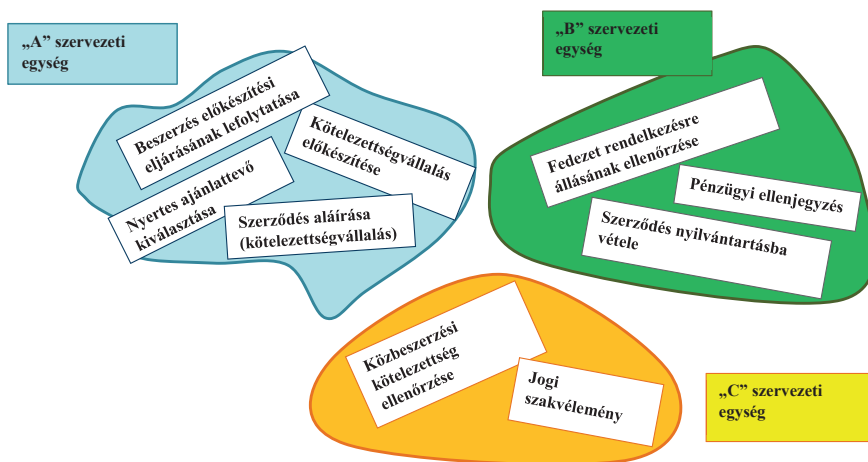 „A” szervezeti
egység
Beszerzés előkészítési
eljárásának lefolytatása
Kötelezettségvállalás
előkészítése
Nyertes ajánlattevő
kiválasztása
Szerződés aláírása
(kötelezettségvállalás)
„B” szervezeti
egység
Fedezet rendelkezésre
állásának ellenőrzése
Pénzügyi ellenjegyzés
Szerződés nyilvántartásba
vétele
Közbeszerzési
kötelezettség
ellenőrzése
Jogi
szakvélemény
„C” szervezeti
egység